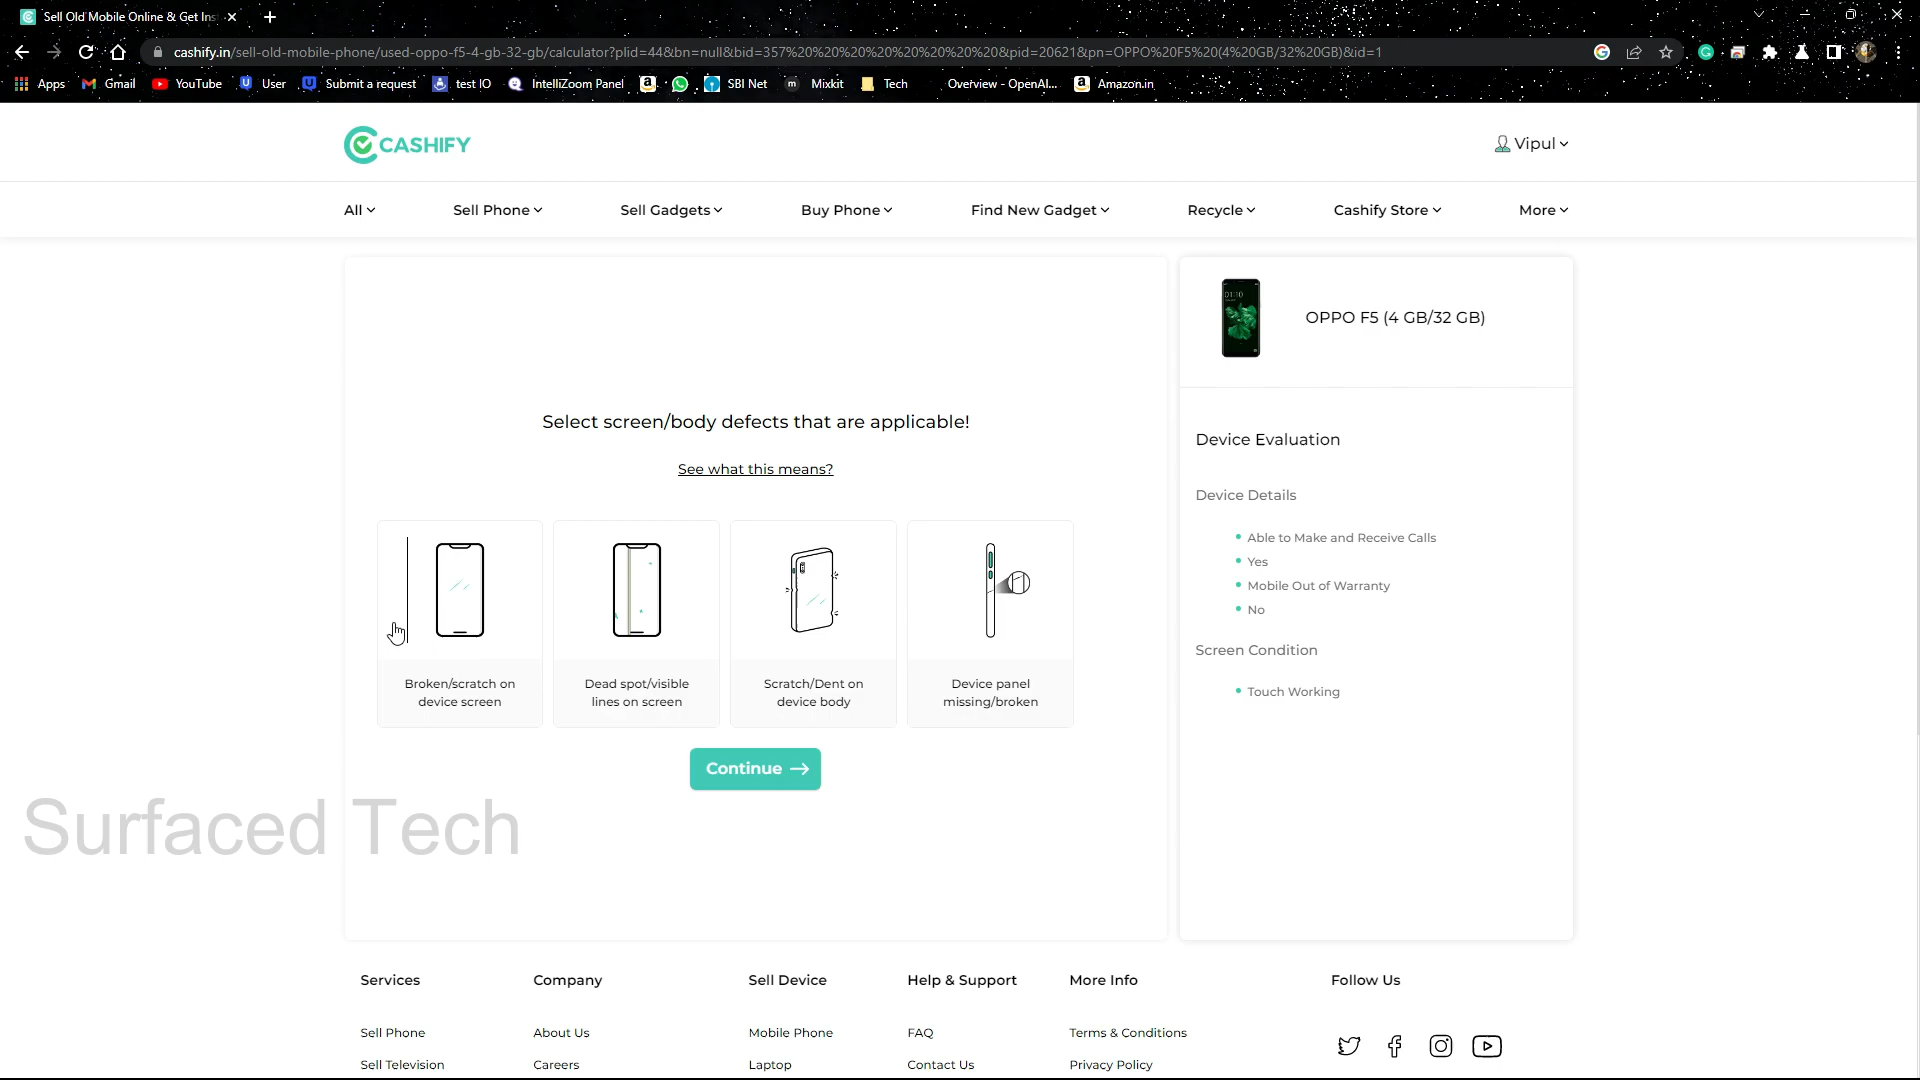 Sell Old Mobile Online & Get Ins
cashify.in/sell-old-mobile-phone/used-oppo-f5-4-gb-32-gb/calculator?plid=44&bn=null&bid=357%20%20%20%20%20%20%20%20&pid=20621&pn=OPPO%20F5%20(4%20GB/32%20GB)&id=1
Apps Gmail YouTube User Submit a request test IO IntelliZoom Panel SBI Net Mixkit Tech Overview - OpenAI... Amazon.in
CASHIFY
Vipul
All Sell Phone Sell Gadgets Buy Phone Find New Gadget Recycle Cashify Store More
Select screen/body defects that are applicable!
See what this means?
Broken/scratch on
device screen
Dead spot/visible
lines on screen
Scratch/Dent on
device body
Device panel
missing/broken
Continue →
OPPO F5 (4 GB/32 GB)
Device Evaluation
Device Details
Able to Make and Receive Calls
Yes
Mobile Out of Warranty
No
Screen Condition
Touch Working
Surfaced Tech
Services Company Sell Device Help & Support More Info Follow Us
Sell Phone About Us Mobile Phone FAQ Terms & Conditions
Sell Television Careers Laptop Contact Us Privacy Policy